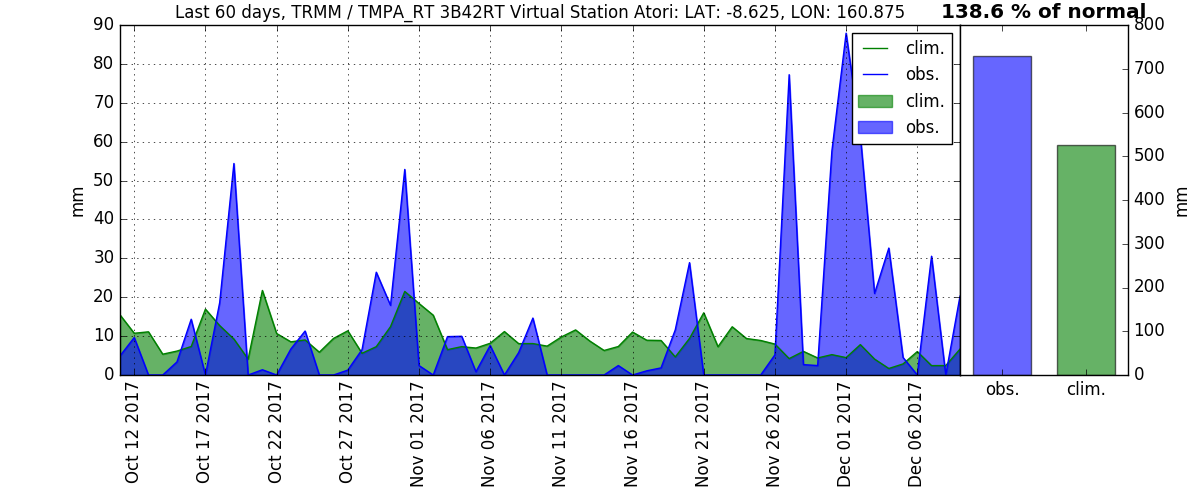 Last 60 days, TRMM / TMPA_RT 3B42RT Virtual Station Atori: LAT: -8.625, LON: 160.875
138.6 % of normal
mm
90
80
70
60
50
40
30
20
10
0
clim.
obs.
clim.
obs.
Oct 12 2017
Oct 17 2017
Oct 22 2017
Oct 27 2017
Nov 01 2017
Nov 06 2017
Nov 11 2017
Nov 16 2017
Nov 21 2017
Nov 26 2017
Dec 01 2017
Dec 06 2017
800
700
600
500
400
300
200
100
0
mm
obs.
clim.